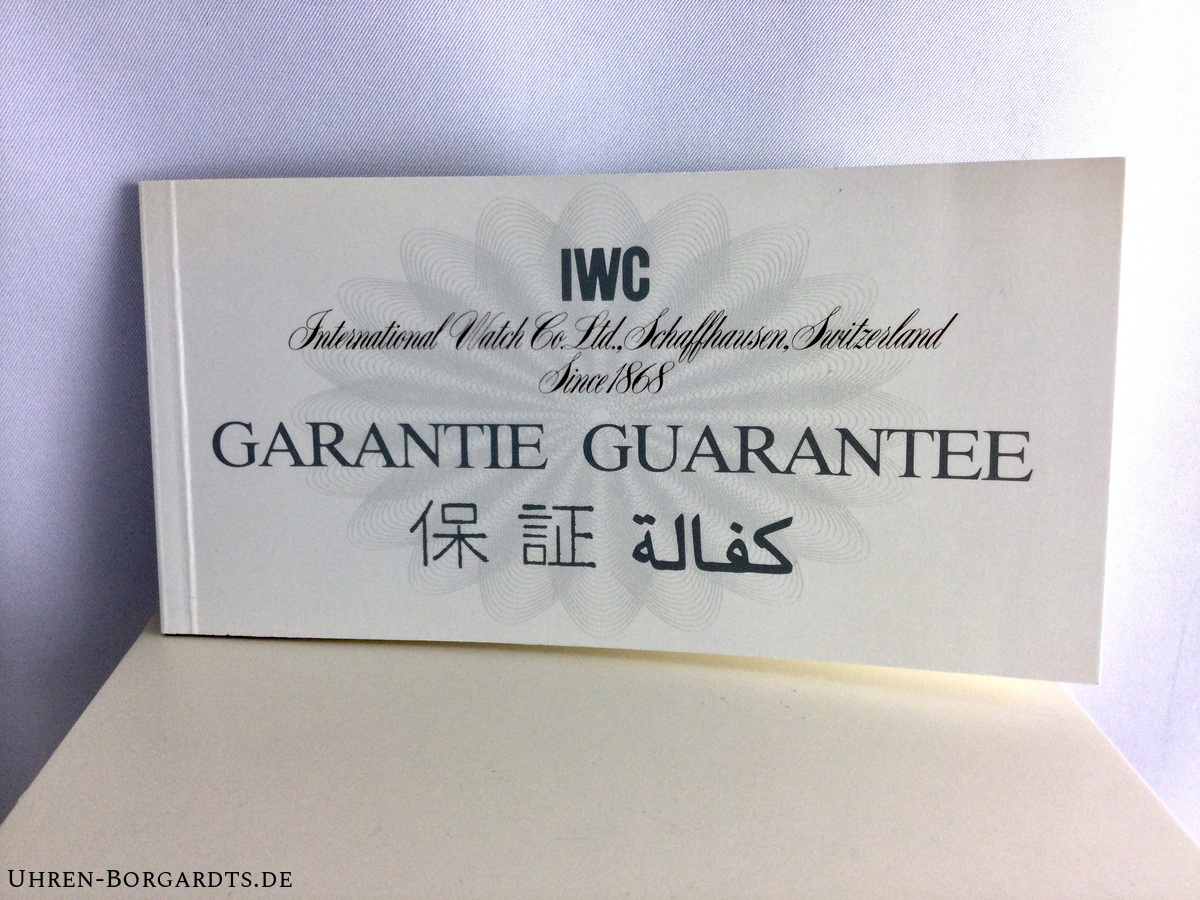 IWC
International Watch Co. Ltd., Schaffhausen, Switzerland
Since 1868
GARANTIE GUARANTEE
保 証 كفالة
UHREN-BORGARDTS.DE